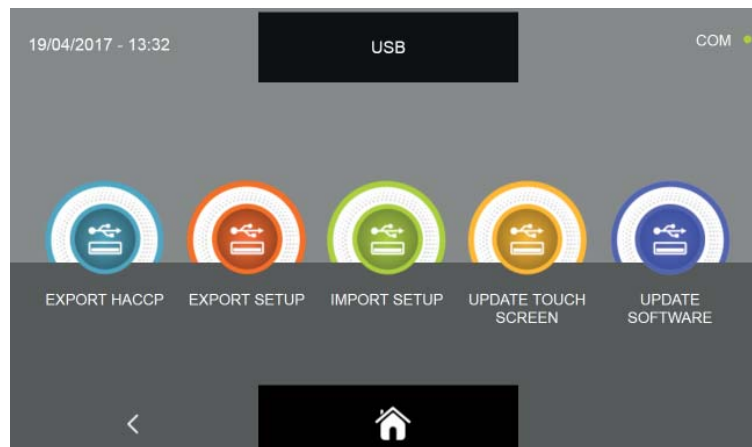 19/04/2017 - 13:32
USB
COM
EXPORT HACCP
EXPORT SETUP
IMPORT SETUP
UPDATE TOUCH
SCREEN
UPDATE
SOFTWARE